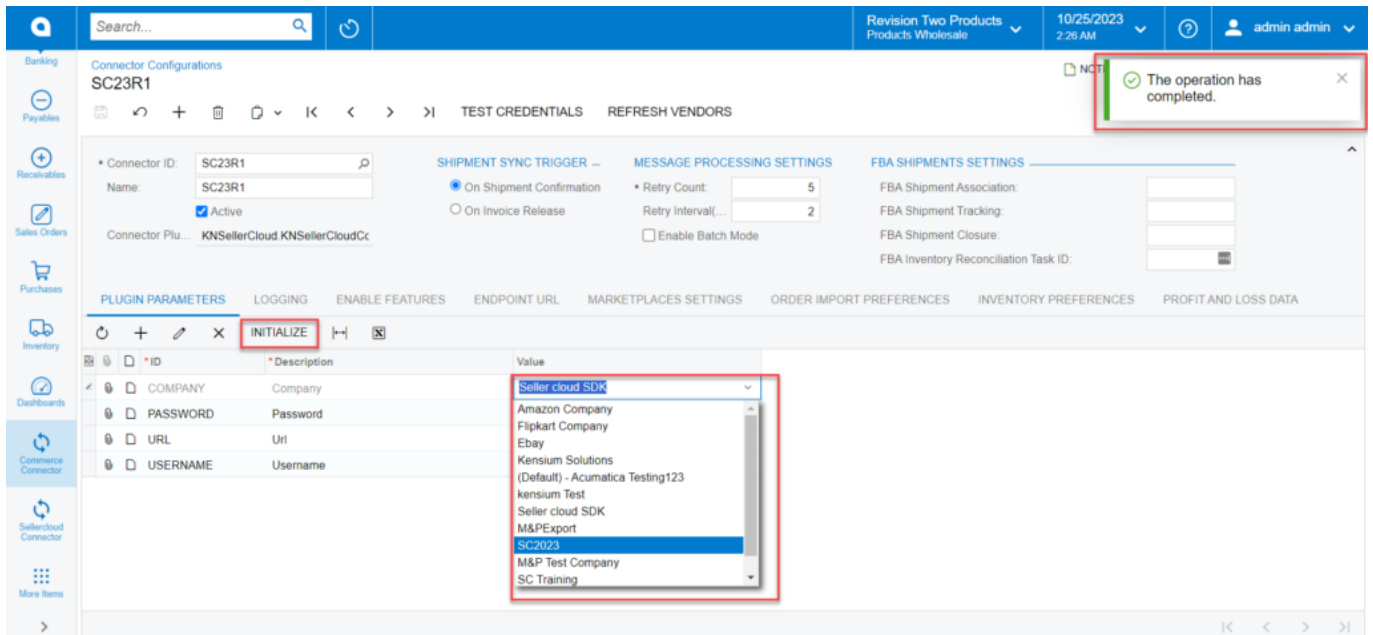 Search...
Revision Two Products
Products Wholesale
10/25/2023
2:26 AM
admin admin
Banking
Payables
Receivables
Sales Orders
Purchases
Inventory
Dashboards
Commerce
Connector
Sellercloud
Connector
More Items
Connector Configurations
SC23R1
The operation has
completed.
TEST CREDENTIALS REFRESH VENDORS
* Connector ID: SC23R1
Name: SC23R1
Active
Connector Plu... KNSellerCloud.KNSellerCloudCc
SHIPMENT SYNC TRIGGER
On Shipment Confirmation
On Invoice Release
MESSAGE PROCESSING SETTINGS
* Retry Count: 5
Retry Interval(... 2
Enable Batch Mode
FBA SHIPMENTS SETTINGS
FBA Shipment Association:
FBA Shipment Tracking:
FBA Shipment Closure:
FBA Inventory Reconciliation Task ID:
PLUGIN PARAMETERS LOGGING ENABLE FEATURES ENDPOINT URL MARKETPLACES SETTINGS ORDER IMPORT PREFERENCES INVENTORY PREFERENCES PROFIT AND LOSS DATA
INITIALIZE
* ID * Description Value
COMPANY Company Seller cloud SDK
PASSWORD Password
URL Url
USERNAME Username
Amazon Company
Flipkart Company
Ebay
Kensium Solutions
(Default) - Acumatica Testing123
kensium Test
Seller cloud SDK
M&PExport
SC2023
M&P Test Company
SC Training